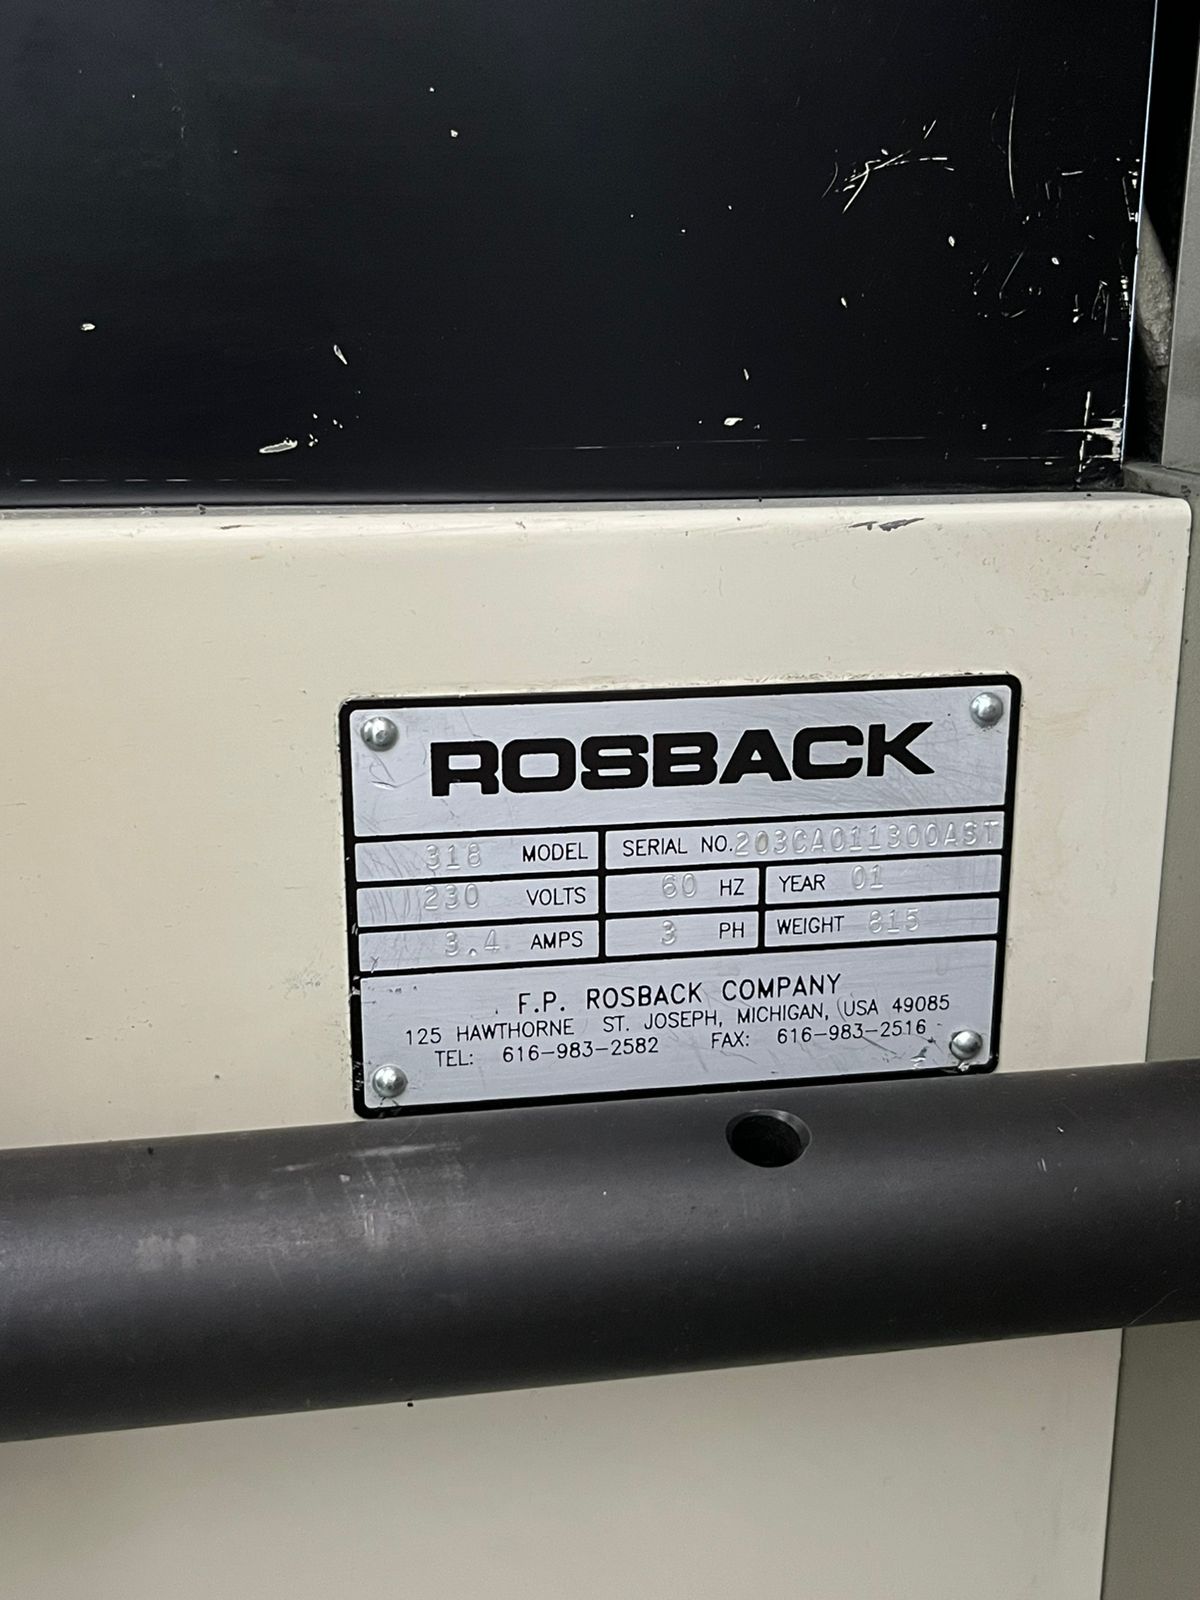 ROSBACK
318 MODEL SERIAL NO. 203CA011300AST
230 VOLTS 60 HZ YEAR 01
3.4 AMPS 3 PH WEIGHT 815
F.P. ROSBACK COMPANY
125 HAWTHORNE ST. JOSEPH, MICHIGAN, USA 49085
TEL: 616-983-2582 FAX: 616-983-2516